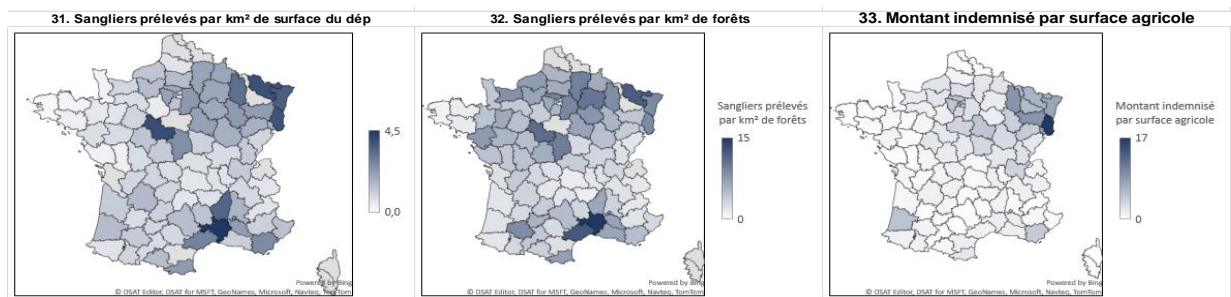 31. Sangliers prélevés par km² de surface du dép
4,5
0,0
Powered by Bing
© DSAT Editor, DSAT for MSFT, GeoNames, Microsoft, Navteq, TomTom
32. Sangliers prélevés par km² de forêts
Sangliers prélevés
par km² de forêts
15
0
Powered by Bing
© DSAT Editor, DSAT for MSFT, GeoNames, Microsoft, Navteq, TomTom
33. Montant indemnisé par surface agricole
Montant indemnisé
par surface agricole
17
0
Powered by Bing
© DSAT Editor, DSAT for MSFT, GeoNames, Microsoft, Navteq, TomTom